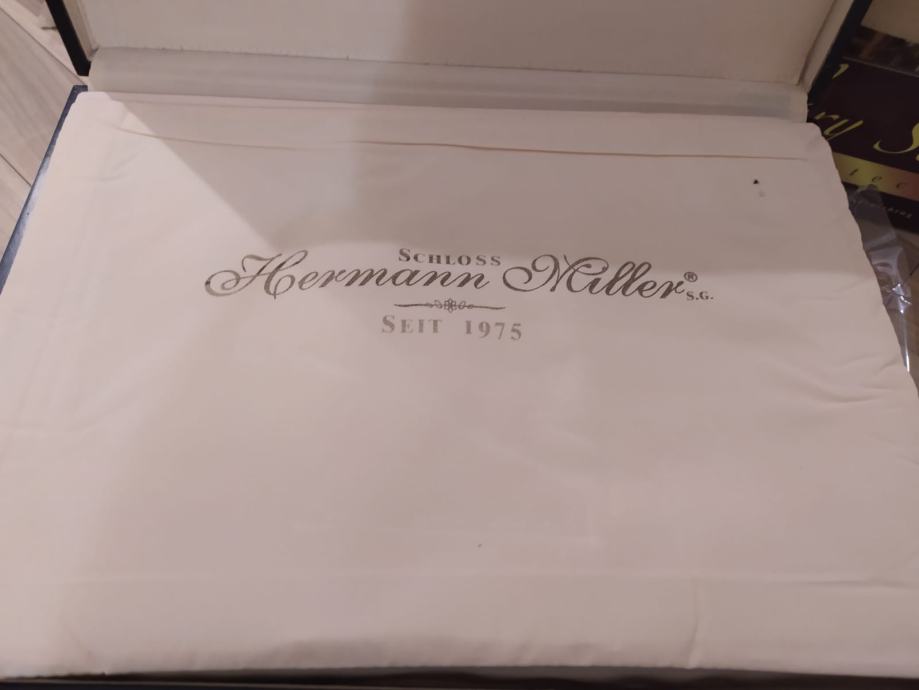 SCHLOSS
Hermann Miller® S.G.
SEIT 1975